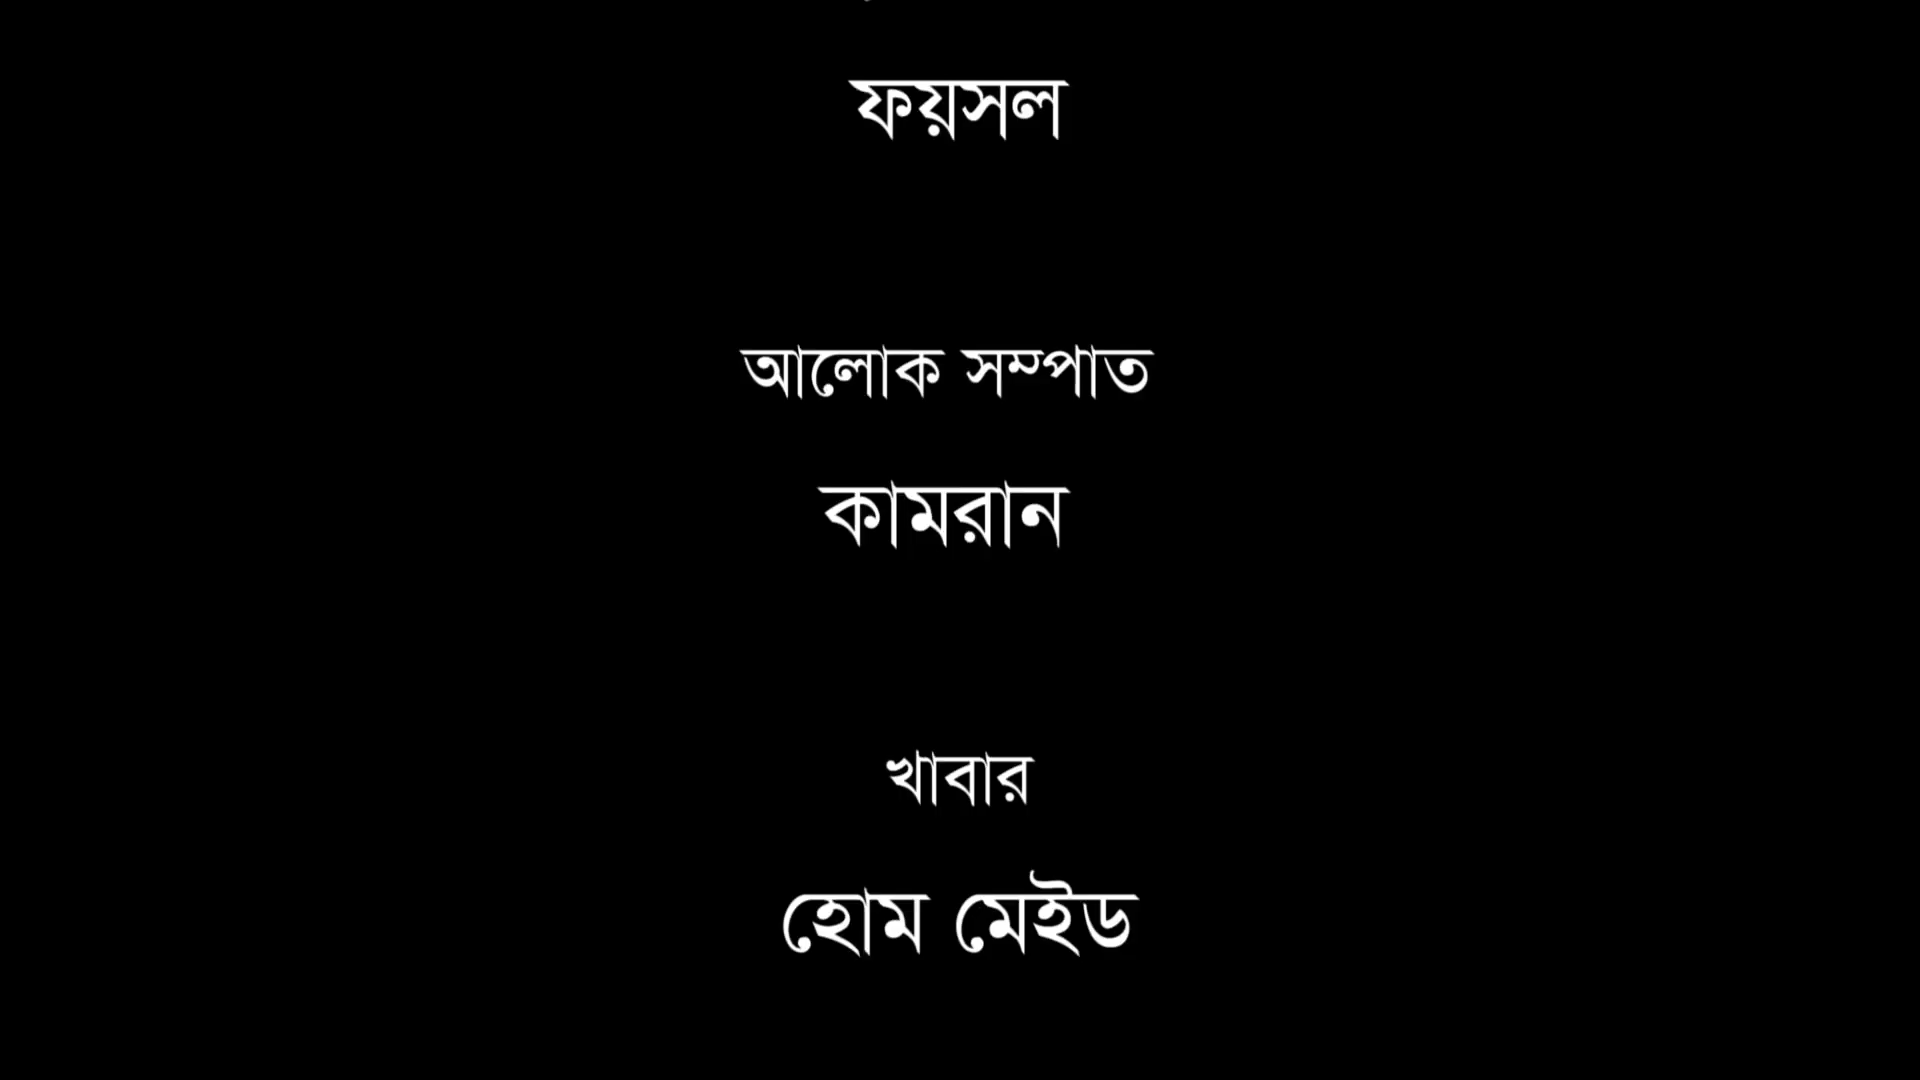 ফয়সল
আলোক সম্পাত
কামরান
খাবার
হোম মেইড